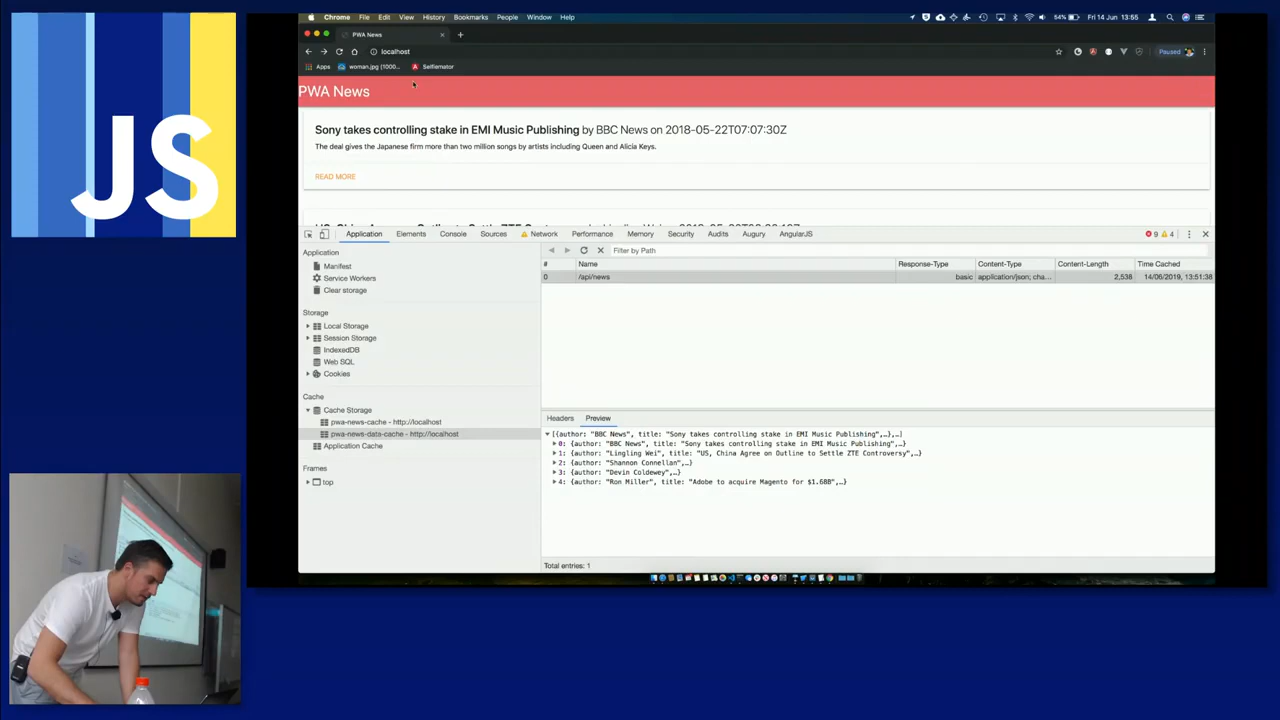 JS
Chrome File Edit View History Bookmarks People Window Help
54% Fri 14 Jun 13:55
PWA News
localhost
Paused
Apps woman.jpg (1000... Selfiemator
PWA News
Sony takes controlling stake in EMI Music Publishing by BBC News on 2018-05-22T07:07:30Z
The deal gives the Japanese firm more than two million songs by artists including Queen and Alicia Keys.
READ MORE
Application Elements Console Sources Network Performance Memory Security Audits Augury AngularJS 9 4
Application
Manifest
Service Workers
Clear storage
Storage
Local Storage
Session Storage
IndexedDB
Web SQL
Cookies
Cache
Cache Storage
pwa-news-cache - http://localhost
pwa-news-data-cache - http://localhost
Application Cache
Frames
top
Filter by Path
# Name Response-Type Content-Type Content-Length Time Cached
0 /api/news basic application/json; cha... 2,538 14/06/2019, 13:51:38
Headers Preview
[{author: "BBC News", title: "Sony takes controlling stake in EMI Music Publishing",…},…]
0: {author: "BBC News", title: "Sony takes controlling stake in EMI Music Publishing",…}
1: {author: "Lingling Wei", title: "US, China Agree on Outline to Settle ZTE Controversy",…}
2: {author: "Shannon Connellan",…}
3: {author: "Devin Coldewey",…}
4: {author: "Ron Miller", title: "Adobe to acquire Magento for $1.68B",…}
Total entries: 1